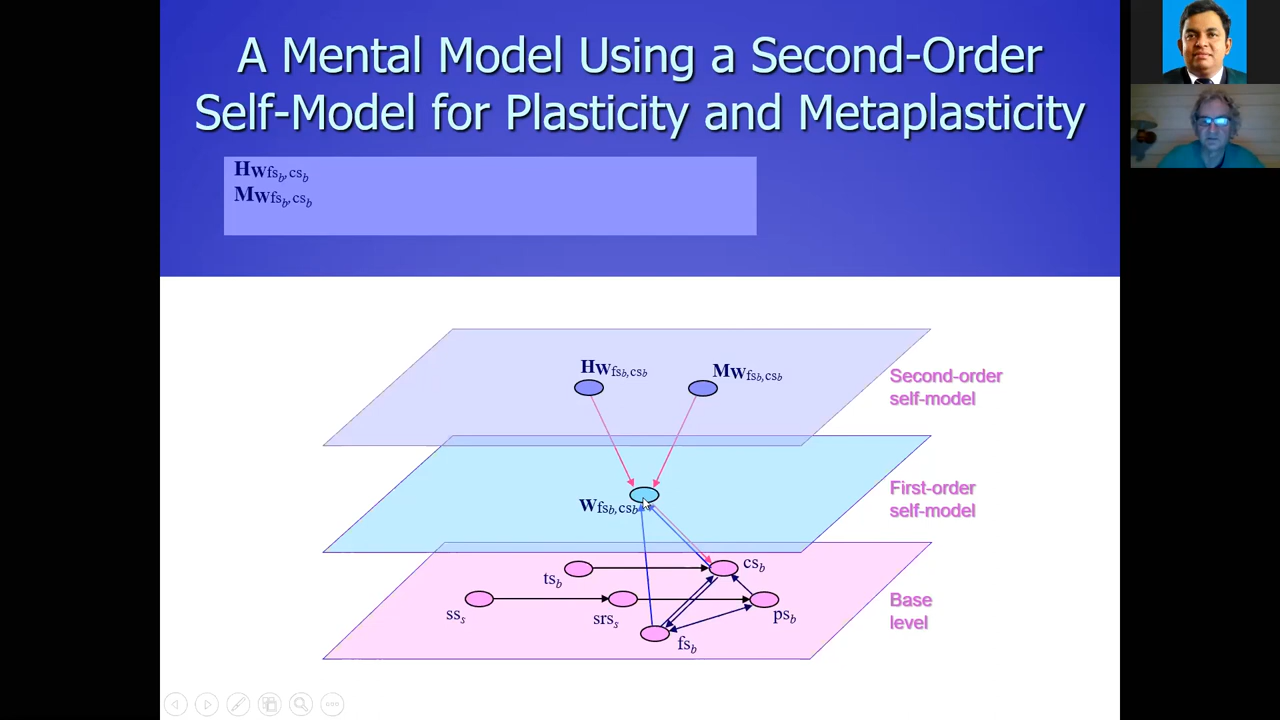 A Mental Model Using a Second-Order
Self-Model for Plasticity and Metaplasticity
HWfsb,csb
MWfsb,csb
HWfsb,csb
MWfsb,csb
Second-order
self-model
Wfsb,csb
First-order
self-model
tsb
csb
sss
srss
psb
fsb
Base
level